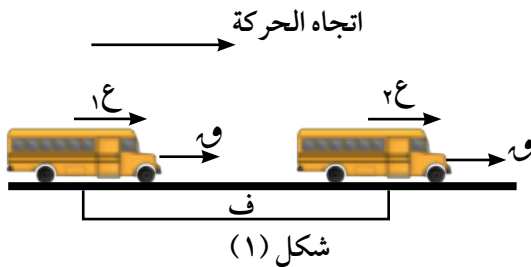 اتجاه الحركة
ع١ ع٢
ق ق
ف
شكل (١)